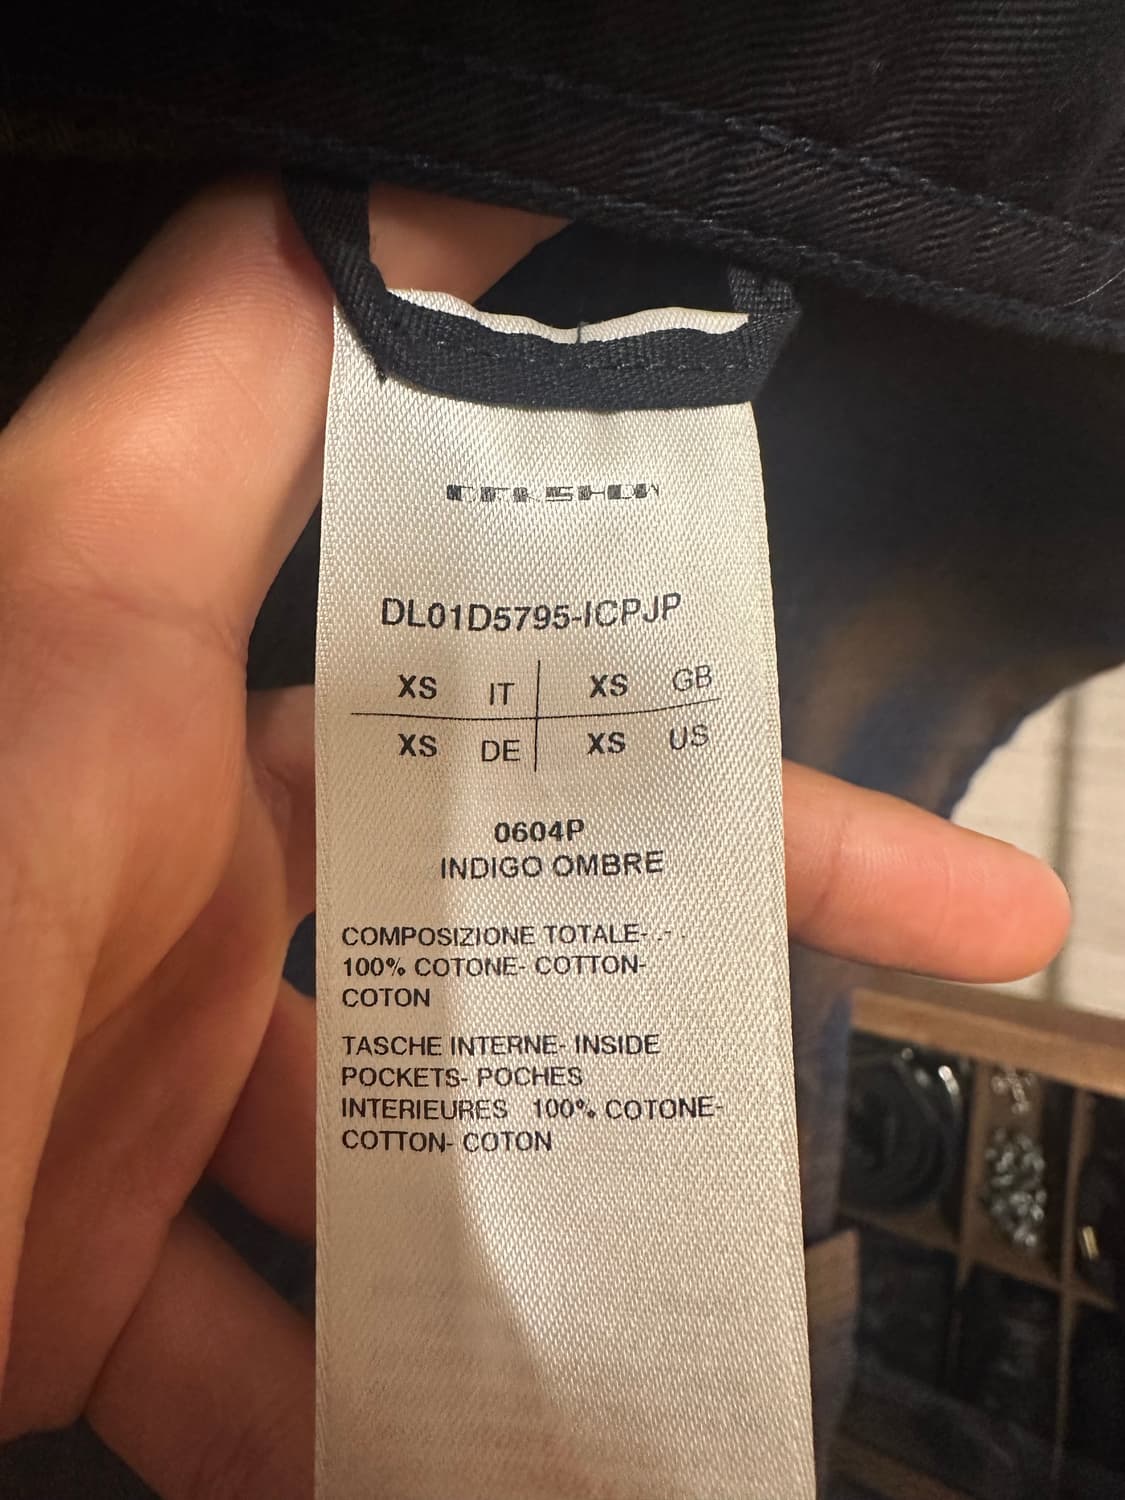 DRKSHDW
DL01D5795-ICPJP
XS IT XS GB
XS DE XS US
0604P
INDIGO OMBRE
COMPOSIZIONE TOTALE- .- .
100% COTONE- COTTON-
COTON
TASCHE INTERNE- INSIDE
POCKETS- POCHES
INTERIEURES 100% COTONE-
COTTON- COTON